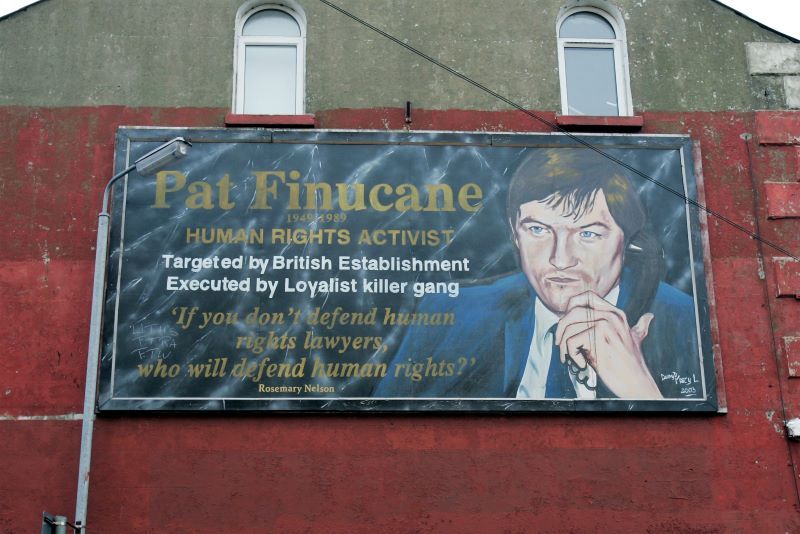 Pat Finucane
1949-1989
HUMAN RIGHTS ACTIVIST
Targeted by British Establishment
Executed by Loyalist killer gang
'If you don't defend human
rights lawyers,
who will defend human rights?'
Rosemary Nelson
2003